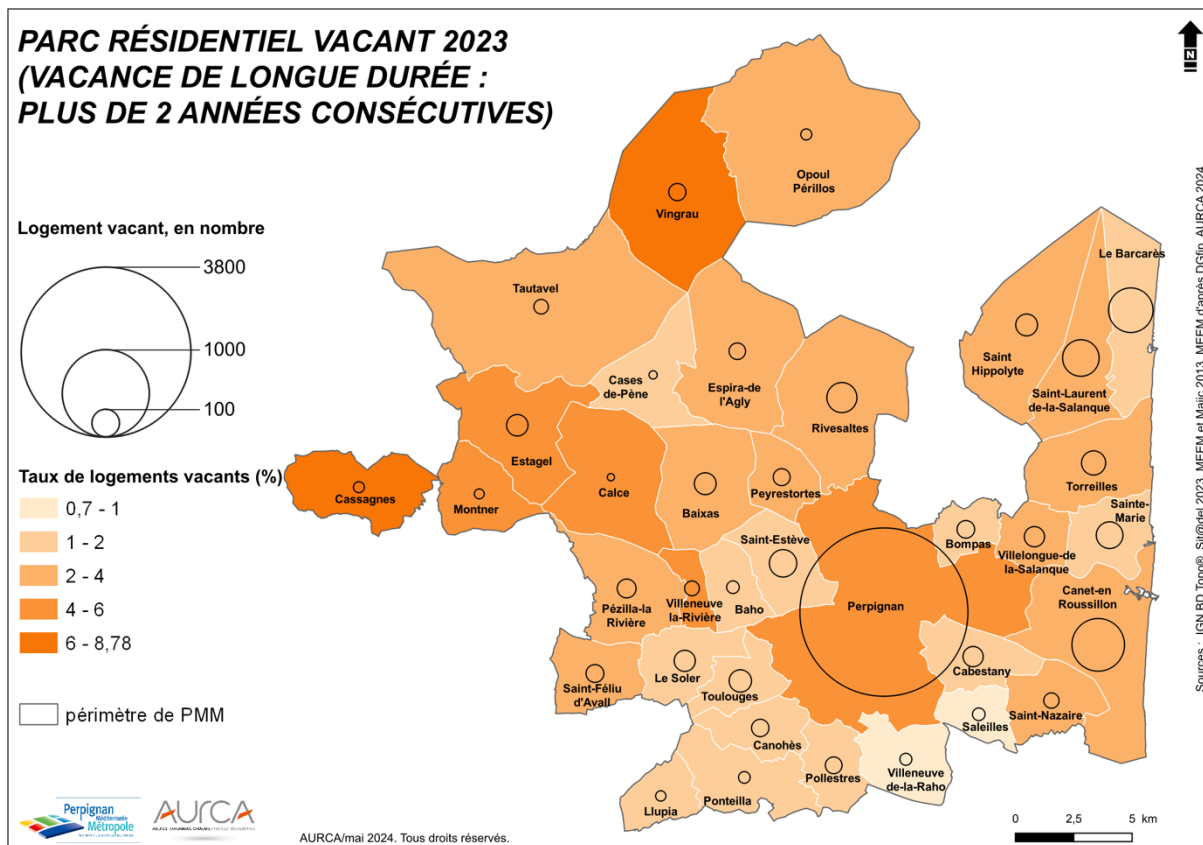 PARC RÉSIDENTIEL VACANT 2023
(VACANCE DE LONGUE DURÉE :
PLUS DE 2 ANNÉES CONSÉCUTIVES)
N
Logement vacant, en nombre
3800
1000
100
Taux de logements vacants (%)
0,7 - 1
1 - 2
2 - 4
4 - 6
6 - 8,78
périmètre de PMM
Opoul
Périllos
Vingrau
Le Barcarès
Tautavel
Saint
Hippolyte
Cases
de-Pène
Espira-de
l'Agly
Saint-Laurent
de-la-Salanque
Rivesaltes
Estagel
Cassagnes
Montner
Calce
Baixas
Peyrestortes
Torreilles
Sainte-
Marie
Saint-Estève
Bompas
Villelongue-de
la-Salanque
Pézilla-la
Rivière
Villeneuve
la-Rivière
Baho
Perpignan
Canet-en
Roussillon
Saint-Féliu
d'Avall
Le Soler
Toulouges
Cabestany
Saleilles
Saint-Nazaire
Canohès
Pollestres
Villeneuve
de-la-Raho
Llupia
Ponteilla
Perpignan
Méditerranée
Métropole
AURCA
AURCA/mai 2024. Tous droits réservés.
0 2,5 5 km
Sources : IGN BD Topo®, Sit@del 2023, MEEM et Majic 2013, MEEM d'après DGfip, AURCA 2024